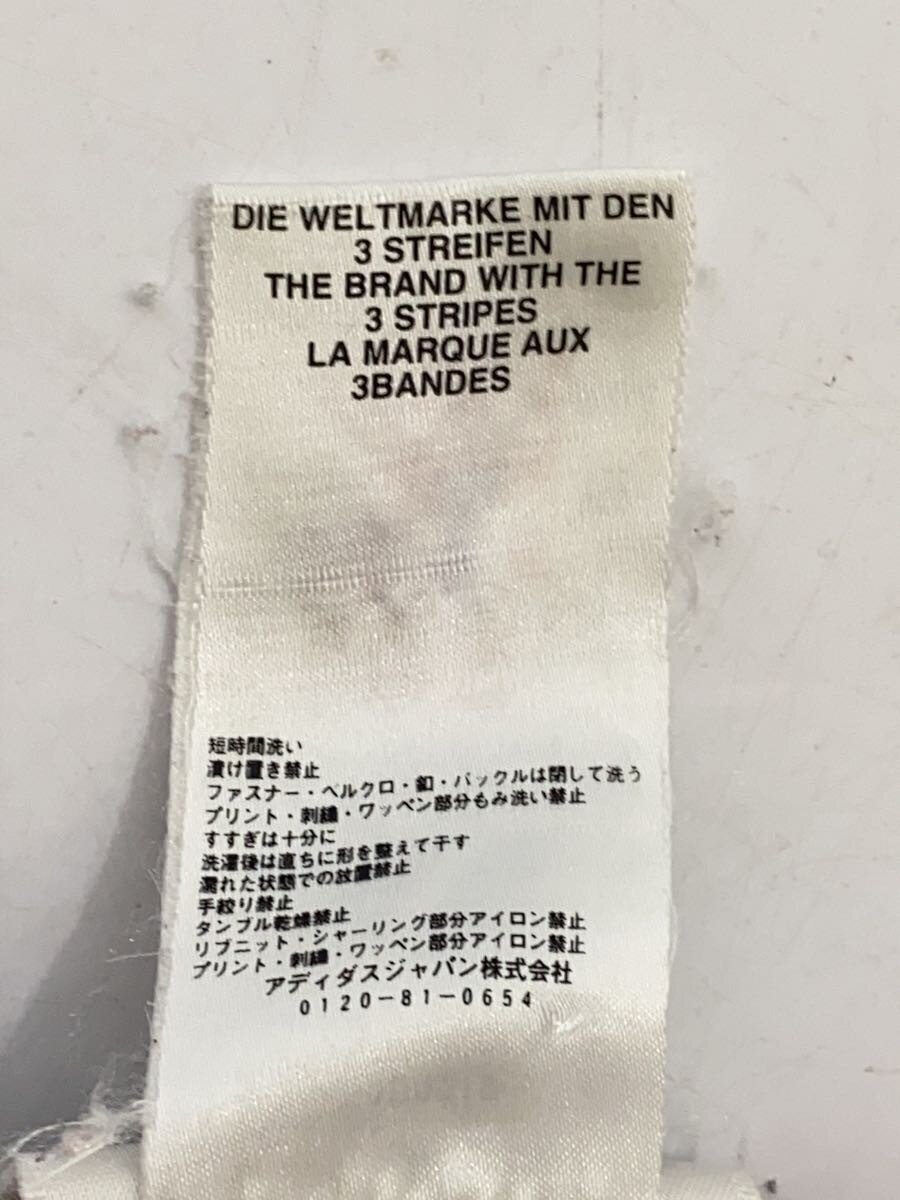 DIE WELTMARKE MIT DEN
3 STREIFEN
THE BRAND WITH THE
3 STRIPES
LA MARQUE AUX
3BANDES
短時間洗い
漬け置き禁止
ファスナー・ベルクロ・釦・バックルは閉して洗う
プリント・刺繍・ワッペン部分もみ洗い禁止
すすぎは十分に
洗濯後は直ちに形を整えて干す
濡れた状態での放置禁止
手絞り禁止
タンブル乾燥禁止
リブニット・シャーリング部分アイロン禁止
プリント・刺繍・ワッペン部分アイロン禁止
アディダスジャパン株式会社
0120-81-0654